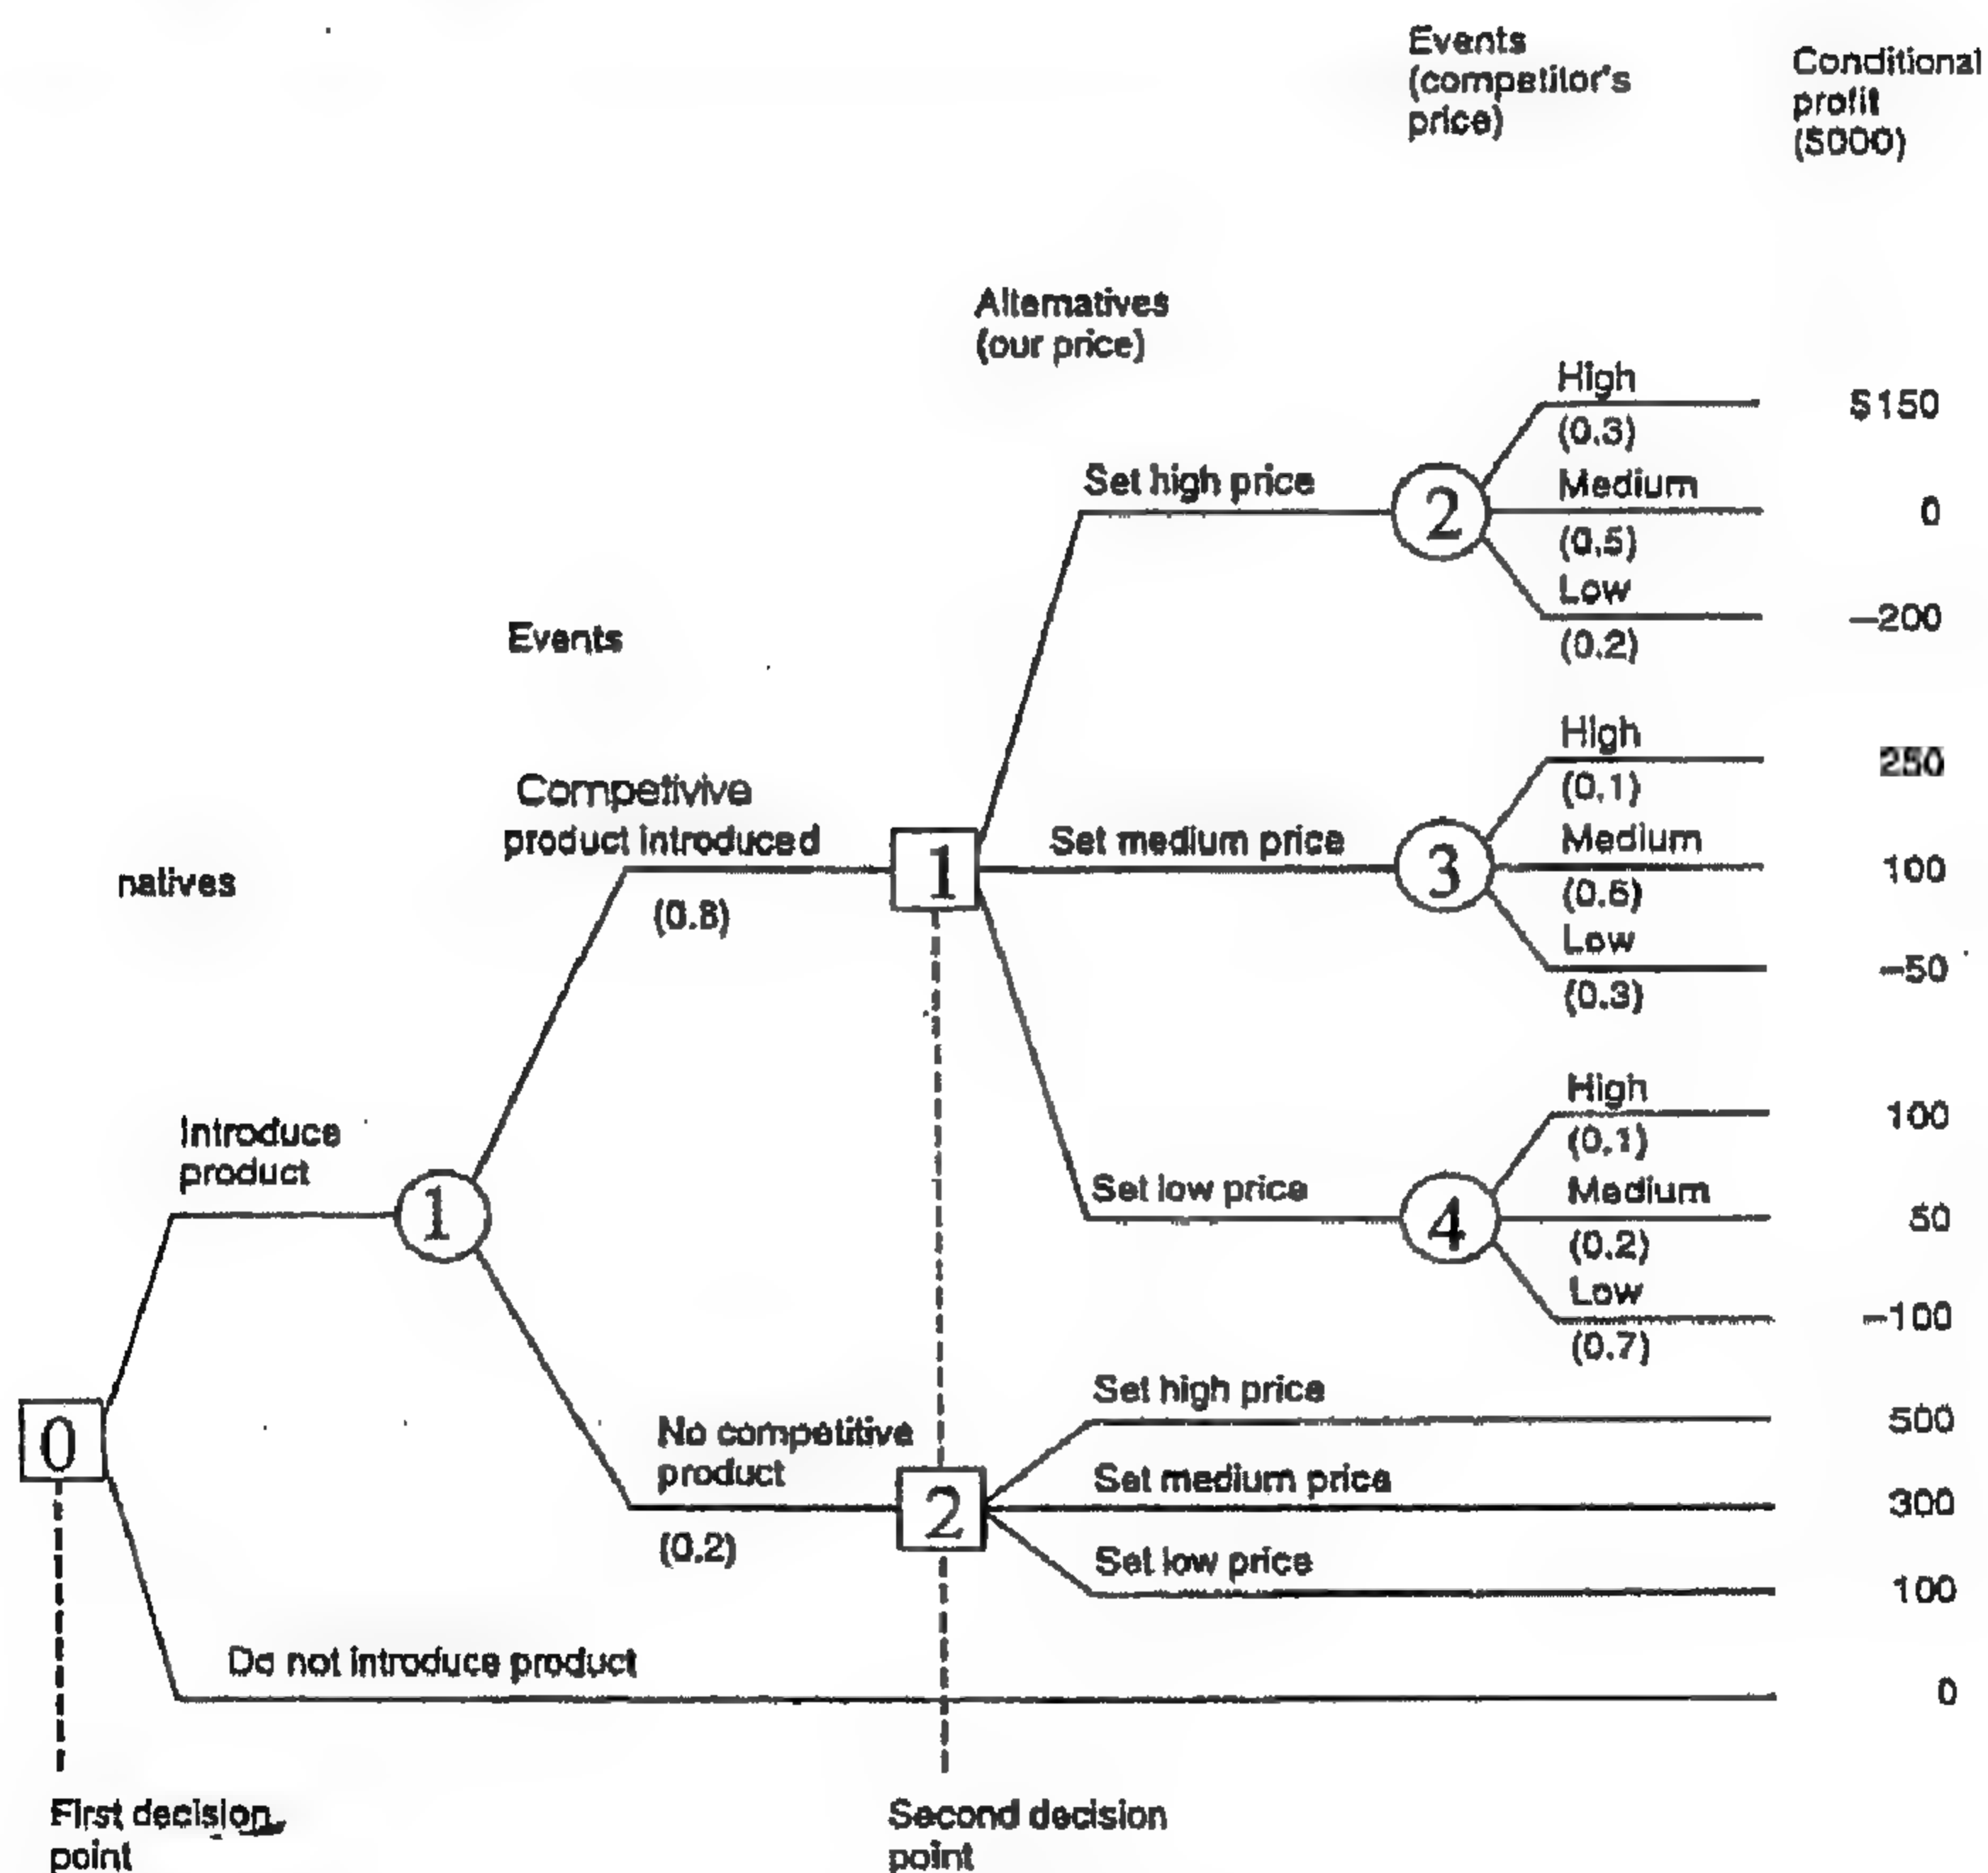 Events
(competitor's
price)
Conditional
profit
($000)
Alternatives
(our price)
High
$150
(0.3)
Set high price
2
Medium
0
(0.5)
Low
-200
(0.2)
Events
High
250
(0.1)
Competivive
product introduced
1
Set medium price
3
Medium
100
natives
(0.8)
(0.6)
Low
-50
(0.3)
High
100
Introduce
product
(0.1)
1
Set low price
4
Medium
50
(0.2)
Low
-100
(0.7)
Set high price
500
0
No competitive
product
Set medium price
300
2
(0.2)
Set low price
100
Do not introduce product
0
First decision
point
Second decision
point